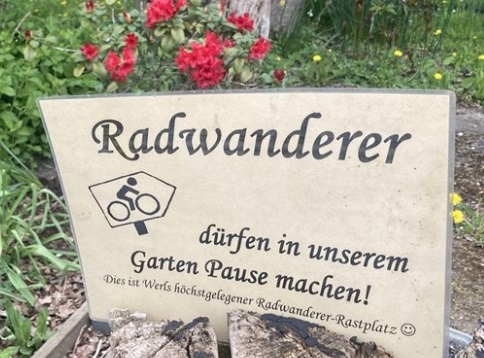 Radwanderer
dürfen in unserem
Garten Pause machen!
Dies ist Werls höchstgelegener Radwanderer-Rastplatz ☺